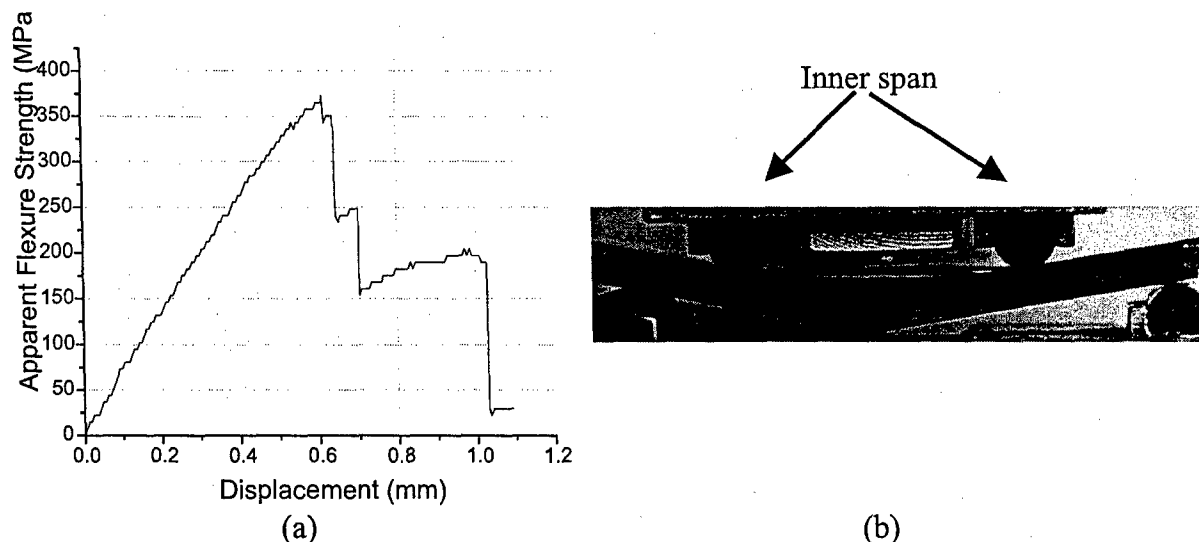 Apparent Flexure Strength (MPa)
400
350
300
250
200
150
100
50
0
0.0 0.2 0.4 0.6 0.8 1.0 1.2
Displacement (mm)
(a)
Inner span
(b)